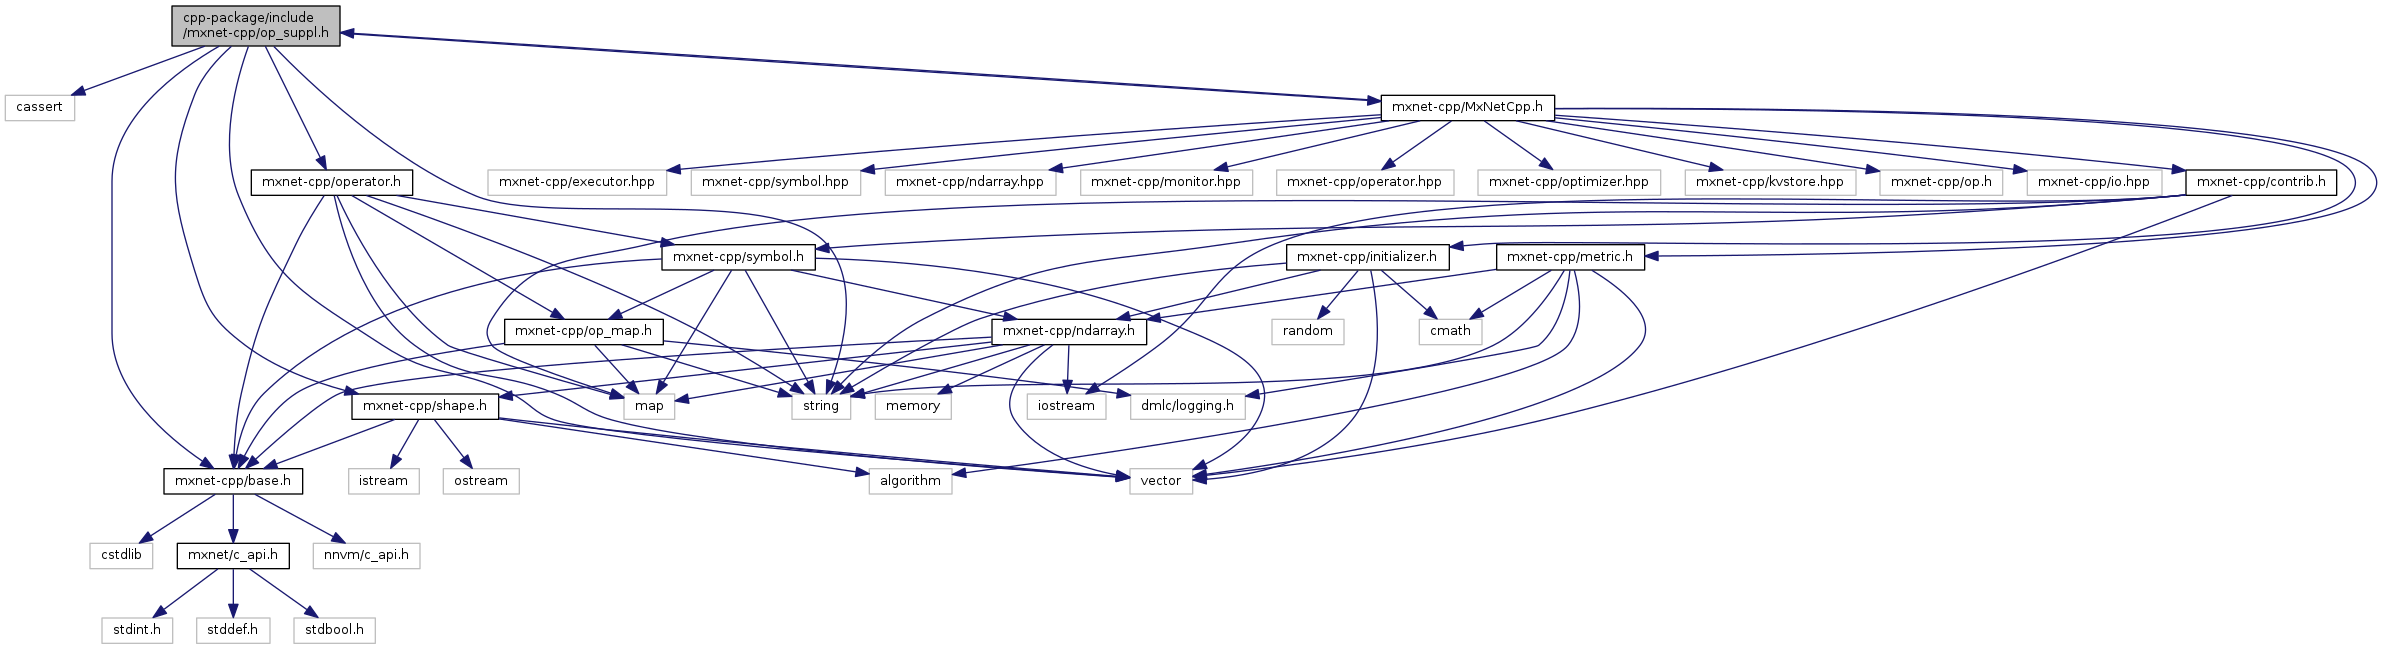 cpp-package/include
/mxnet-cpp/op_suppl.h
cassert
mxnet-cpp/MxNetCpp.h
mxnet-cpp/operator.h
mxnet-cpp/executor.hpp
mxnet-cpp/symbol.hpp
mxnet-cpp/ndarray.hpp
mxnet-cpp/monitor.hpp
mxnet-cpp/operator.hpp
mxnet-cpp/optimizer.hpp
mxnet-cpp/kvstore.hpp
mxnet-cpp/op.h
mxnet-cpp/io.hpp
mxnet-cpp/contrib.h
mxnet-cpp/symbol.h
mxnet-cpp/initializer.h
mxnet-cpp/metric.h
mxnet-cpp/op_map.h
mxnet-cpp/ndarray.h
random
cmath
mxnet-cpp/shape.h
map
string
memory
iostream
dmlc/logging.h
mxnet-cpp/base.h
istream
ostream
algorithm
vector
cstdlib
mxnet/c_api.h
nnvm/c_api.h
stdint.h
stddef.h
stdbool.h